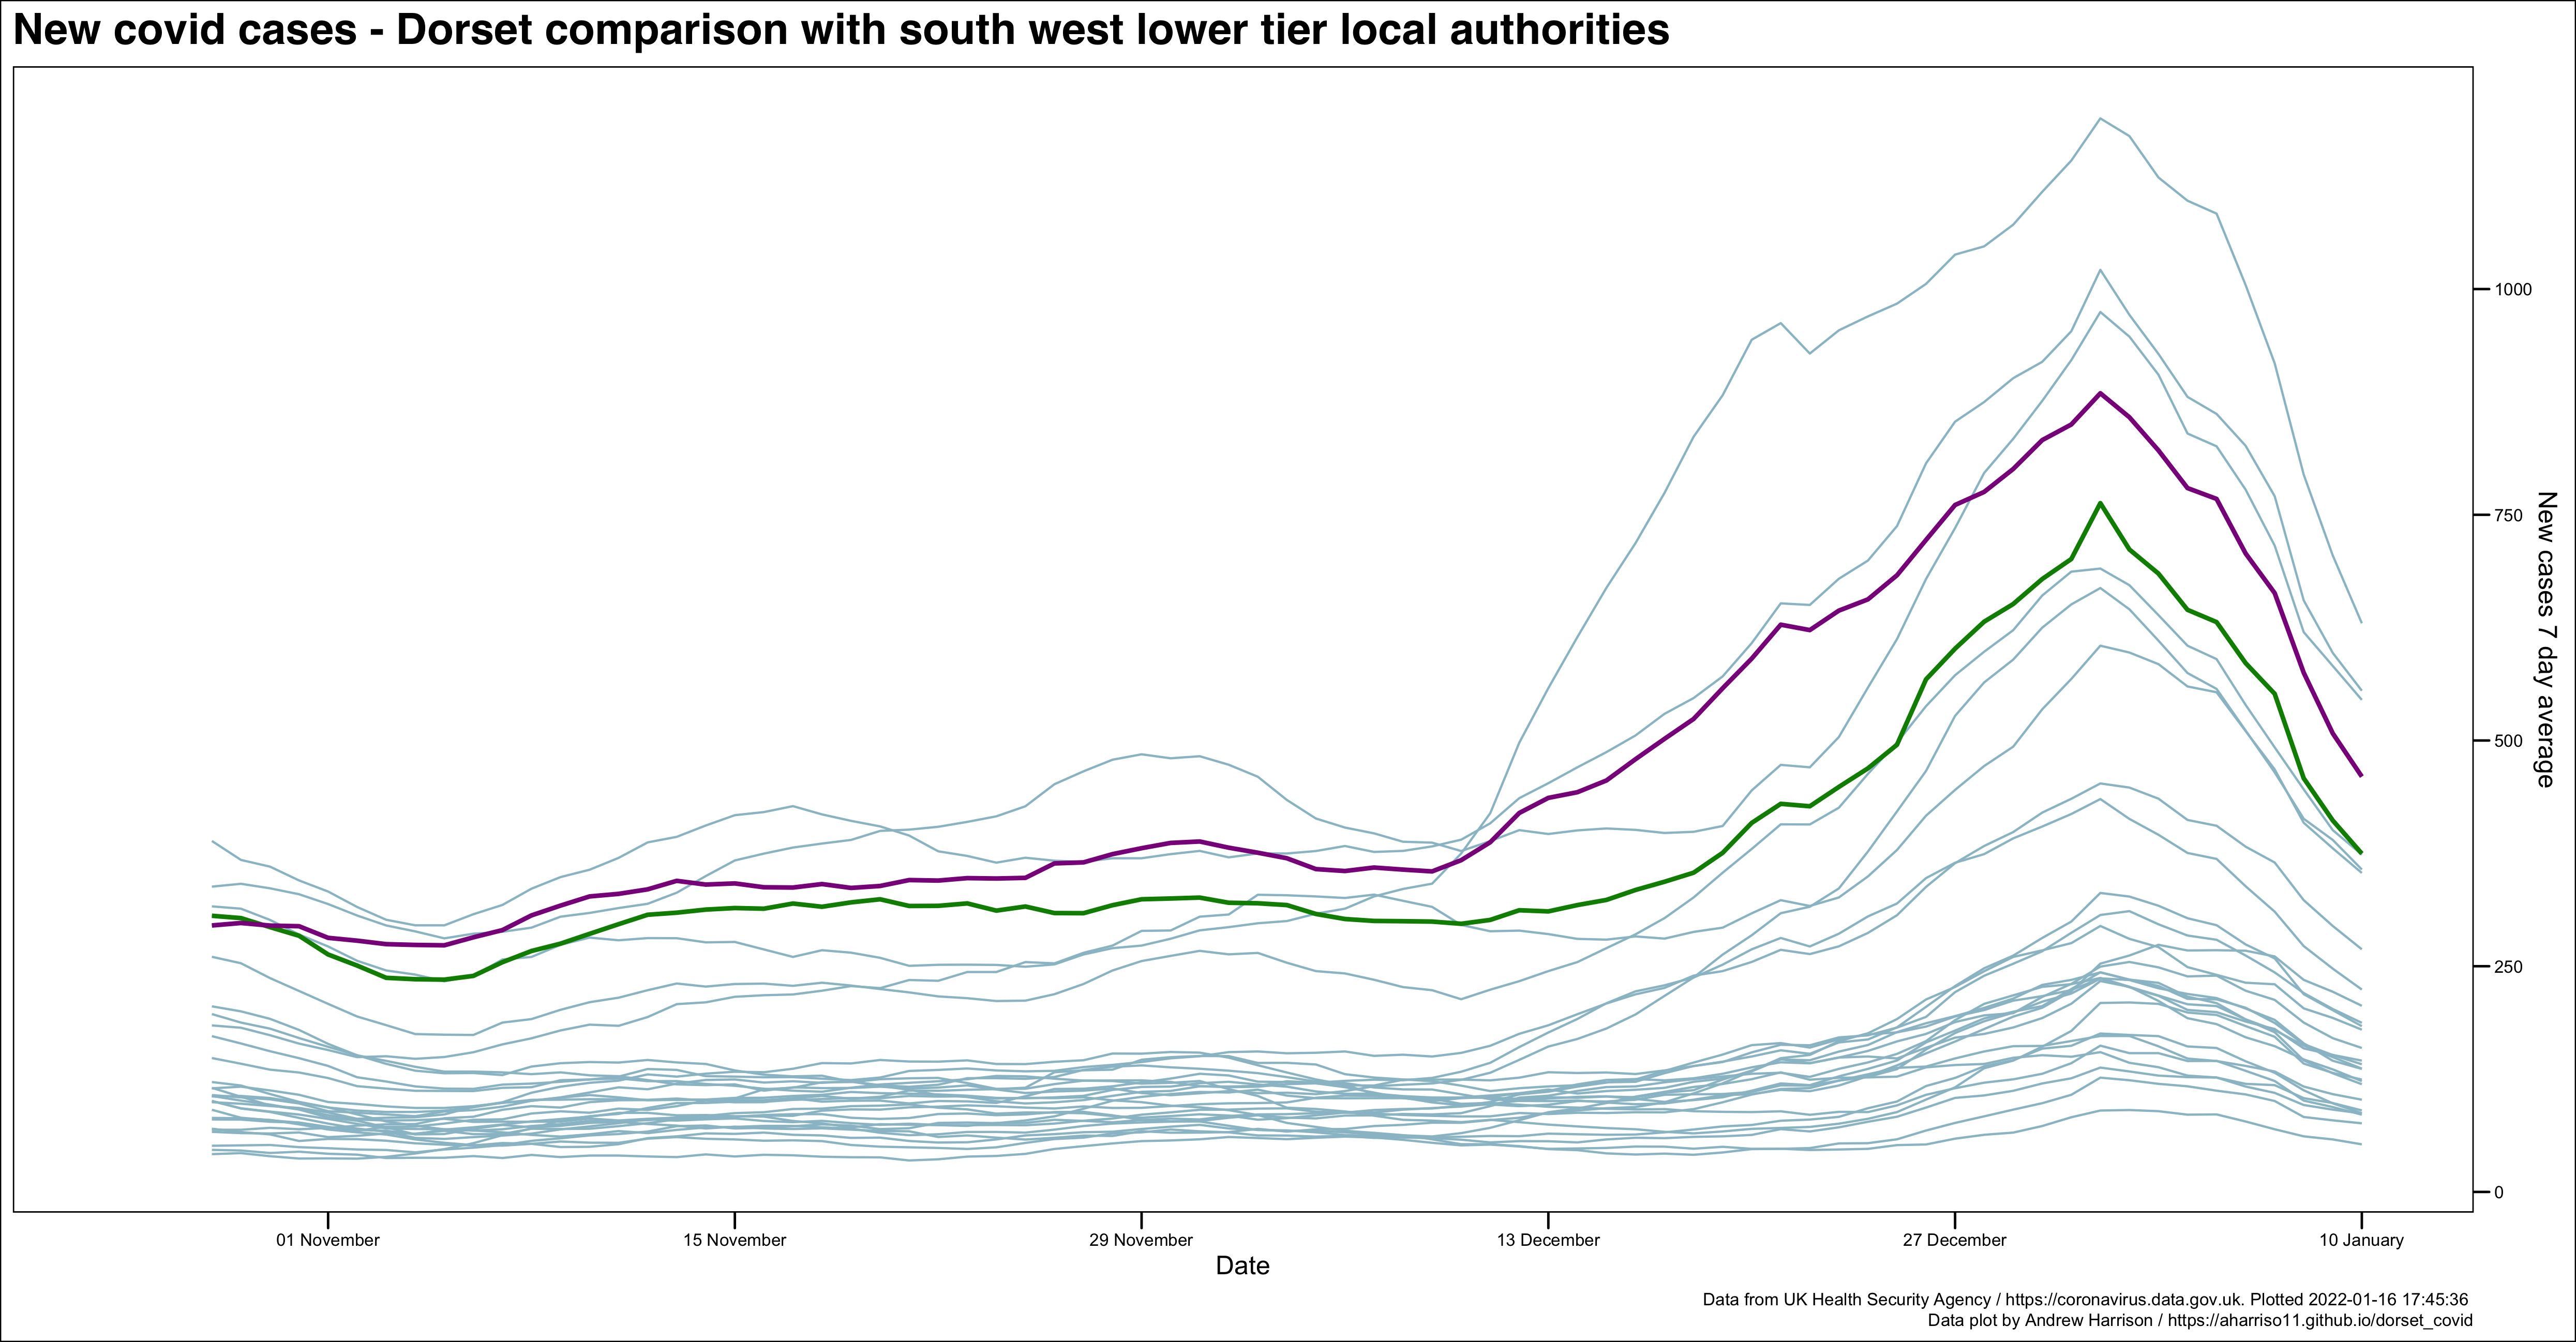 New covid cases - Dorset comparison with south west lower tier local authorities
1000
750
500
250
0
New cases 7 day average
01 November
15 November
29 November
13 December
27 December
10 January
Date
Data from UK Health Security Agency / https://coronavirus.data.gov.uk. Plotted 2022-01-16 17:45:36
Data plot by Andrew Harrison / https://aharriso11.github.io/dorset_covid